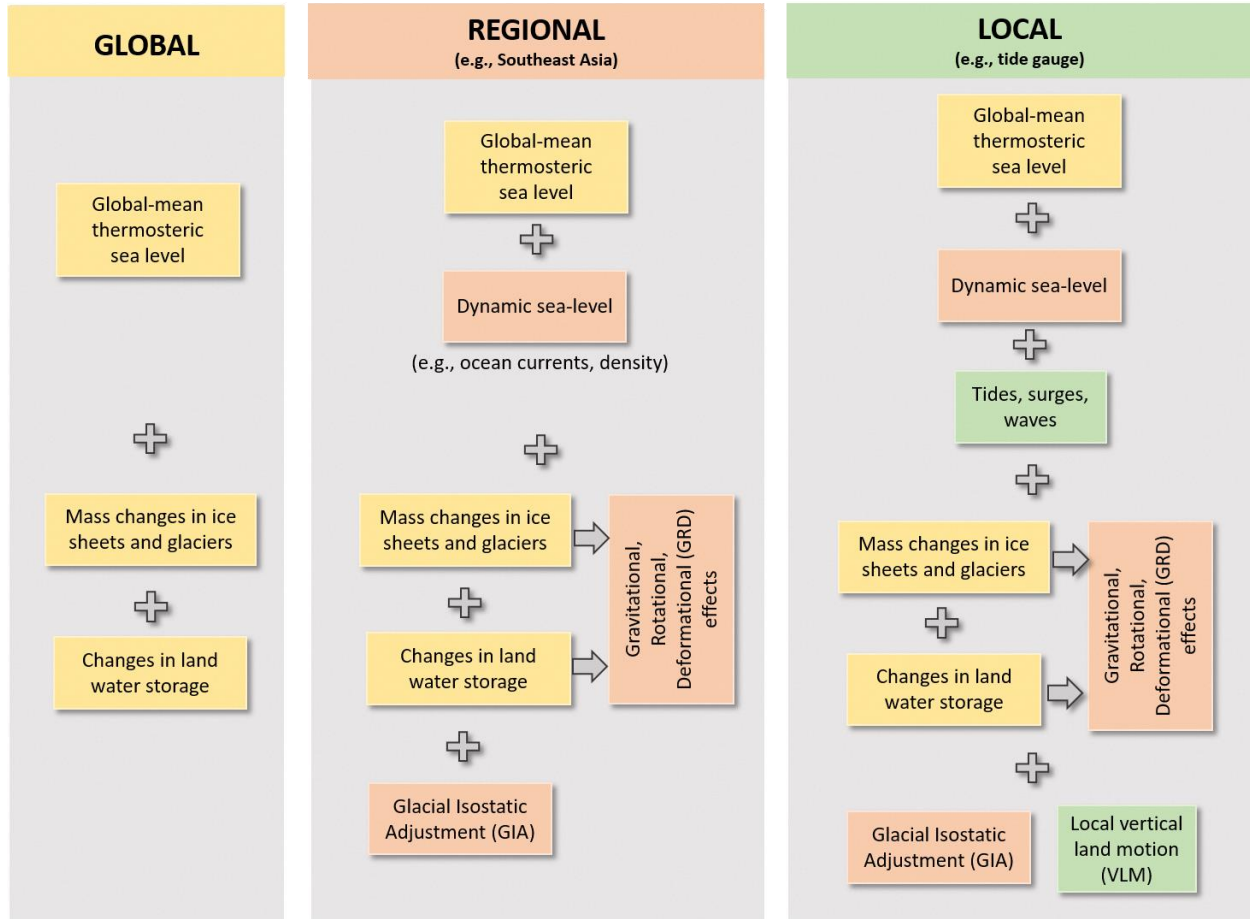 GLOBAL
Global-mean
thermosteric
sea level
Mass changes in ice
sheets and glaciers
Changes in land
water storage
REGIONAL
(e.g., Southeast Asia)
Global-mean
thermosteric
sea level
Dynamic sea-level
(e.g., ocean currents, density)
Mass changes in ice
sheets and glaciers
Changes in land
water storage
Gravitational,
Rotational,
Deformational (GRD)
effects
Glacial Isostatic
Adjustment (GIA)
LOCAL
(e.g., tide gauge)
Global-mean
thermosteric
sea level
Dynamic sea-level
Tides, surges,
waves
Mass changes in ice
sheets and glaciers
Changes in land
water storage
Gravitational,
Rotational,
Deformational (GRD)
effects
Glacial Isostatic
Adjustment (GIA)
Local vertical
land motion
(VLM)